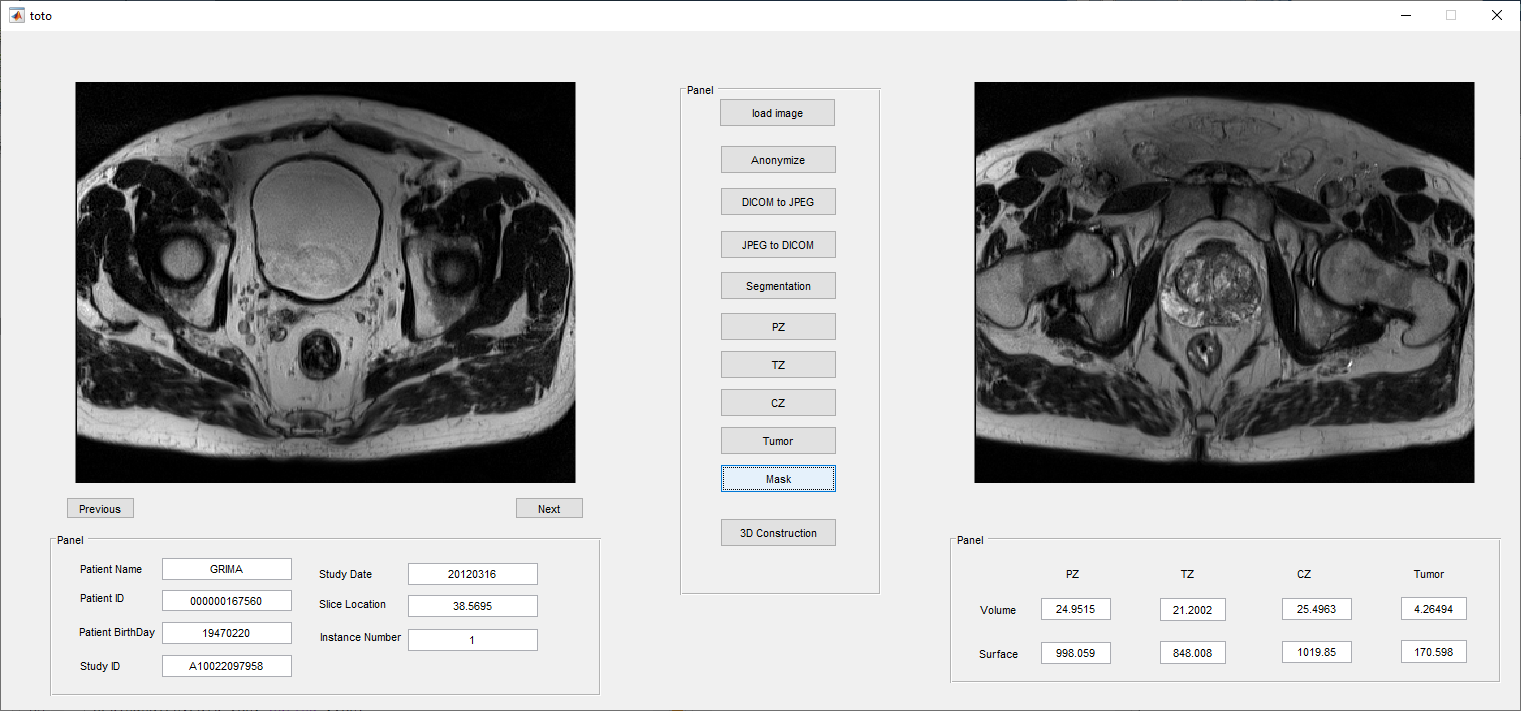 toto
Panel
load image
Anonymize
DICOM to JPEG
JPEG to DICOM
Segmentation
PZ
TZ
CZ
Tumor
Mask
3D Construction
Previous
Next
Panel
Patient Name GRIMA
Patient ID 000000167560
Patient BirthDay 19470220
Study ID A10022097958
Study Date 20120316
Slice Location 38.5695
Instance Number 1
Panel
PZ TZ CZ Tumor
Volume 24.9515 21.2002 25.4963 4.26494
Surface 998.059 848.008 1019.85 170.598